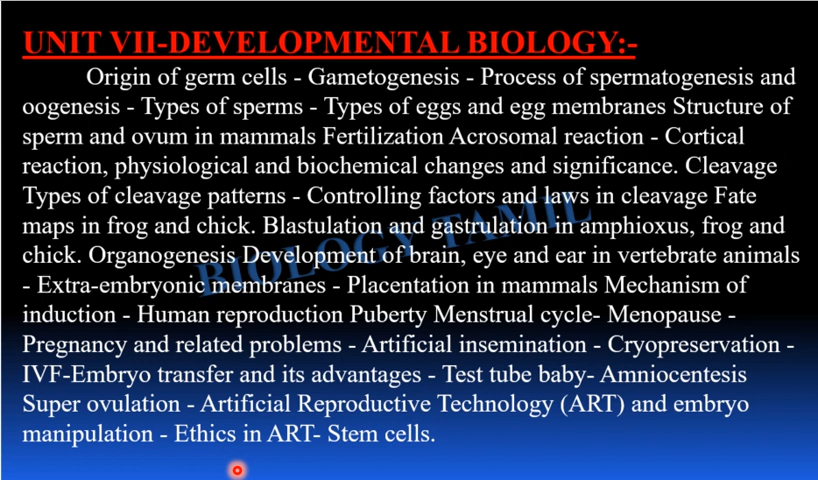 UNIT VII-DEVELOPMENTAL BIOLOGY:-
Origin of germ cells - Gametogenesis - Process of spermatogenesis and
oogenesis - Types of sperms - Types of eggs and egg membranes Structure of
sperm and ovum in mammals Fertilization Acrosomal reaction - Cortical
reaction, physiological and biochemical changes and significance. Cleavage
Types of cleavage patterns - Controlling factors and laws in cleavage Fate
maps in frog and chick. Blastulation and gastrulation in amphioxus, frog and
chick. Organogenesis Development of brain, eye and ear in vertebrate animals
- Extra-embryonic membranes - Placentation in mammals Mechanism of
induction - Human reproduction Puberty Menstrual cycle- Menopause -
Pregnancy and related problems - Artificial insemination - Cryopreservation -
IVF-Embryo transfer and its advantages - Test tube baby- Amniocentesis
Super ovulation - Artificial Reproductive Technology (ART) and embryo
manipulation - Ethics in ART- Stem cells.
BIOLOGY TAMIL